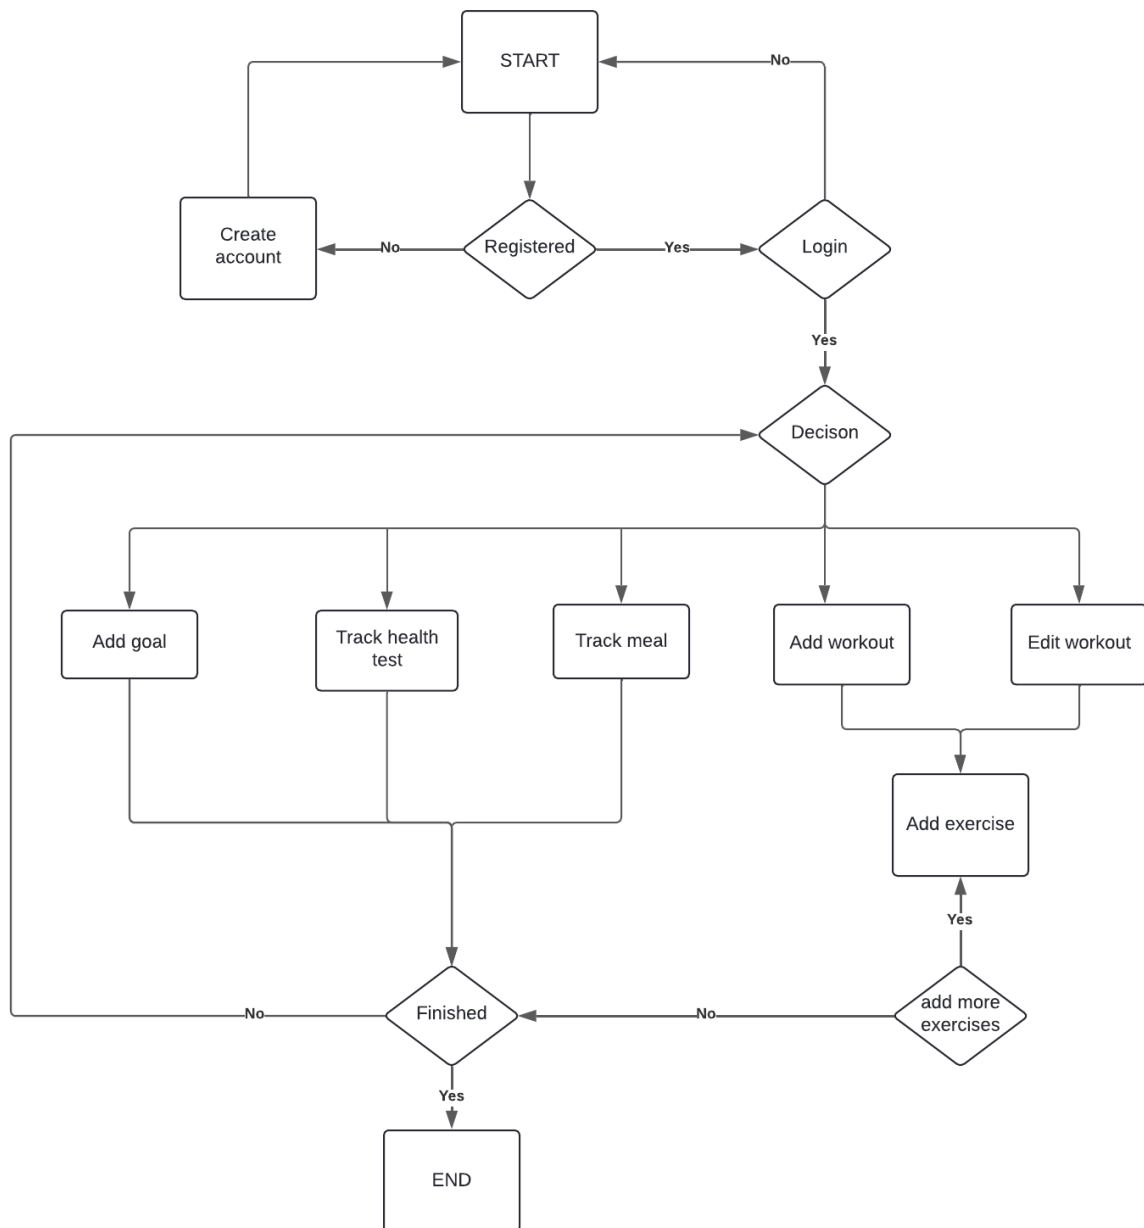 START
No
Create
account
No
Registered
Yes
Login
Yes
Decison
Add goal
Track health
test
Track meal
Add workout
Edit workout
Add exercise
Yes
No
Finished
No
add more
exercises
Yes
END